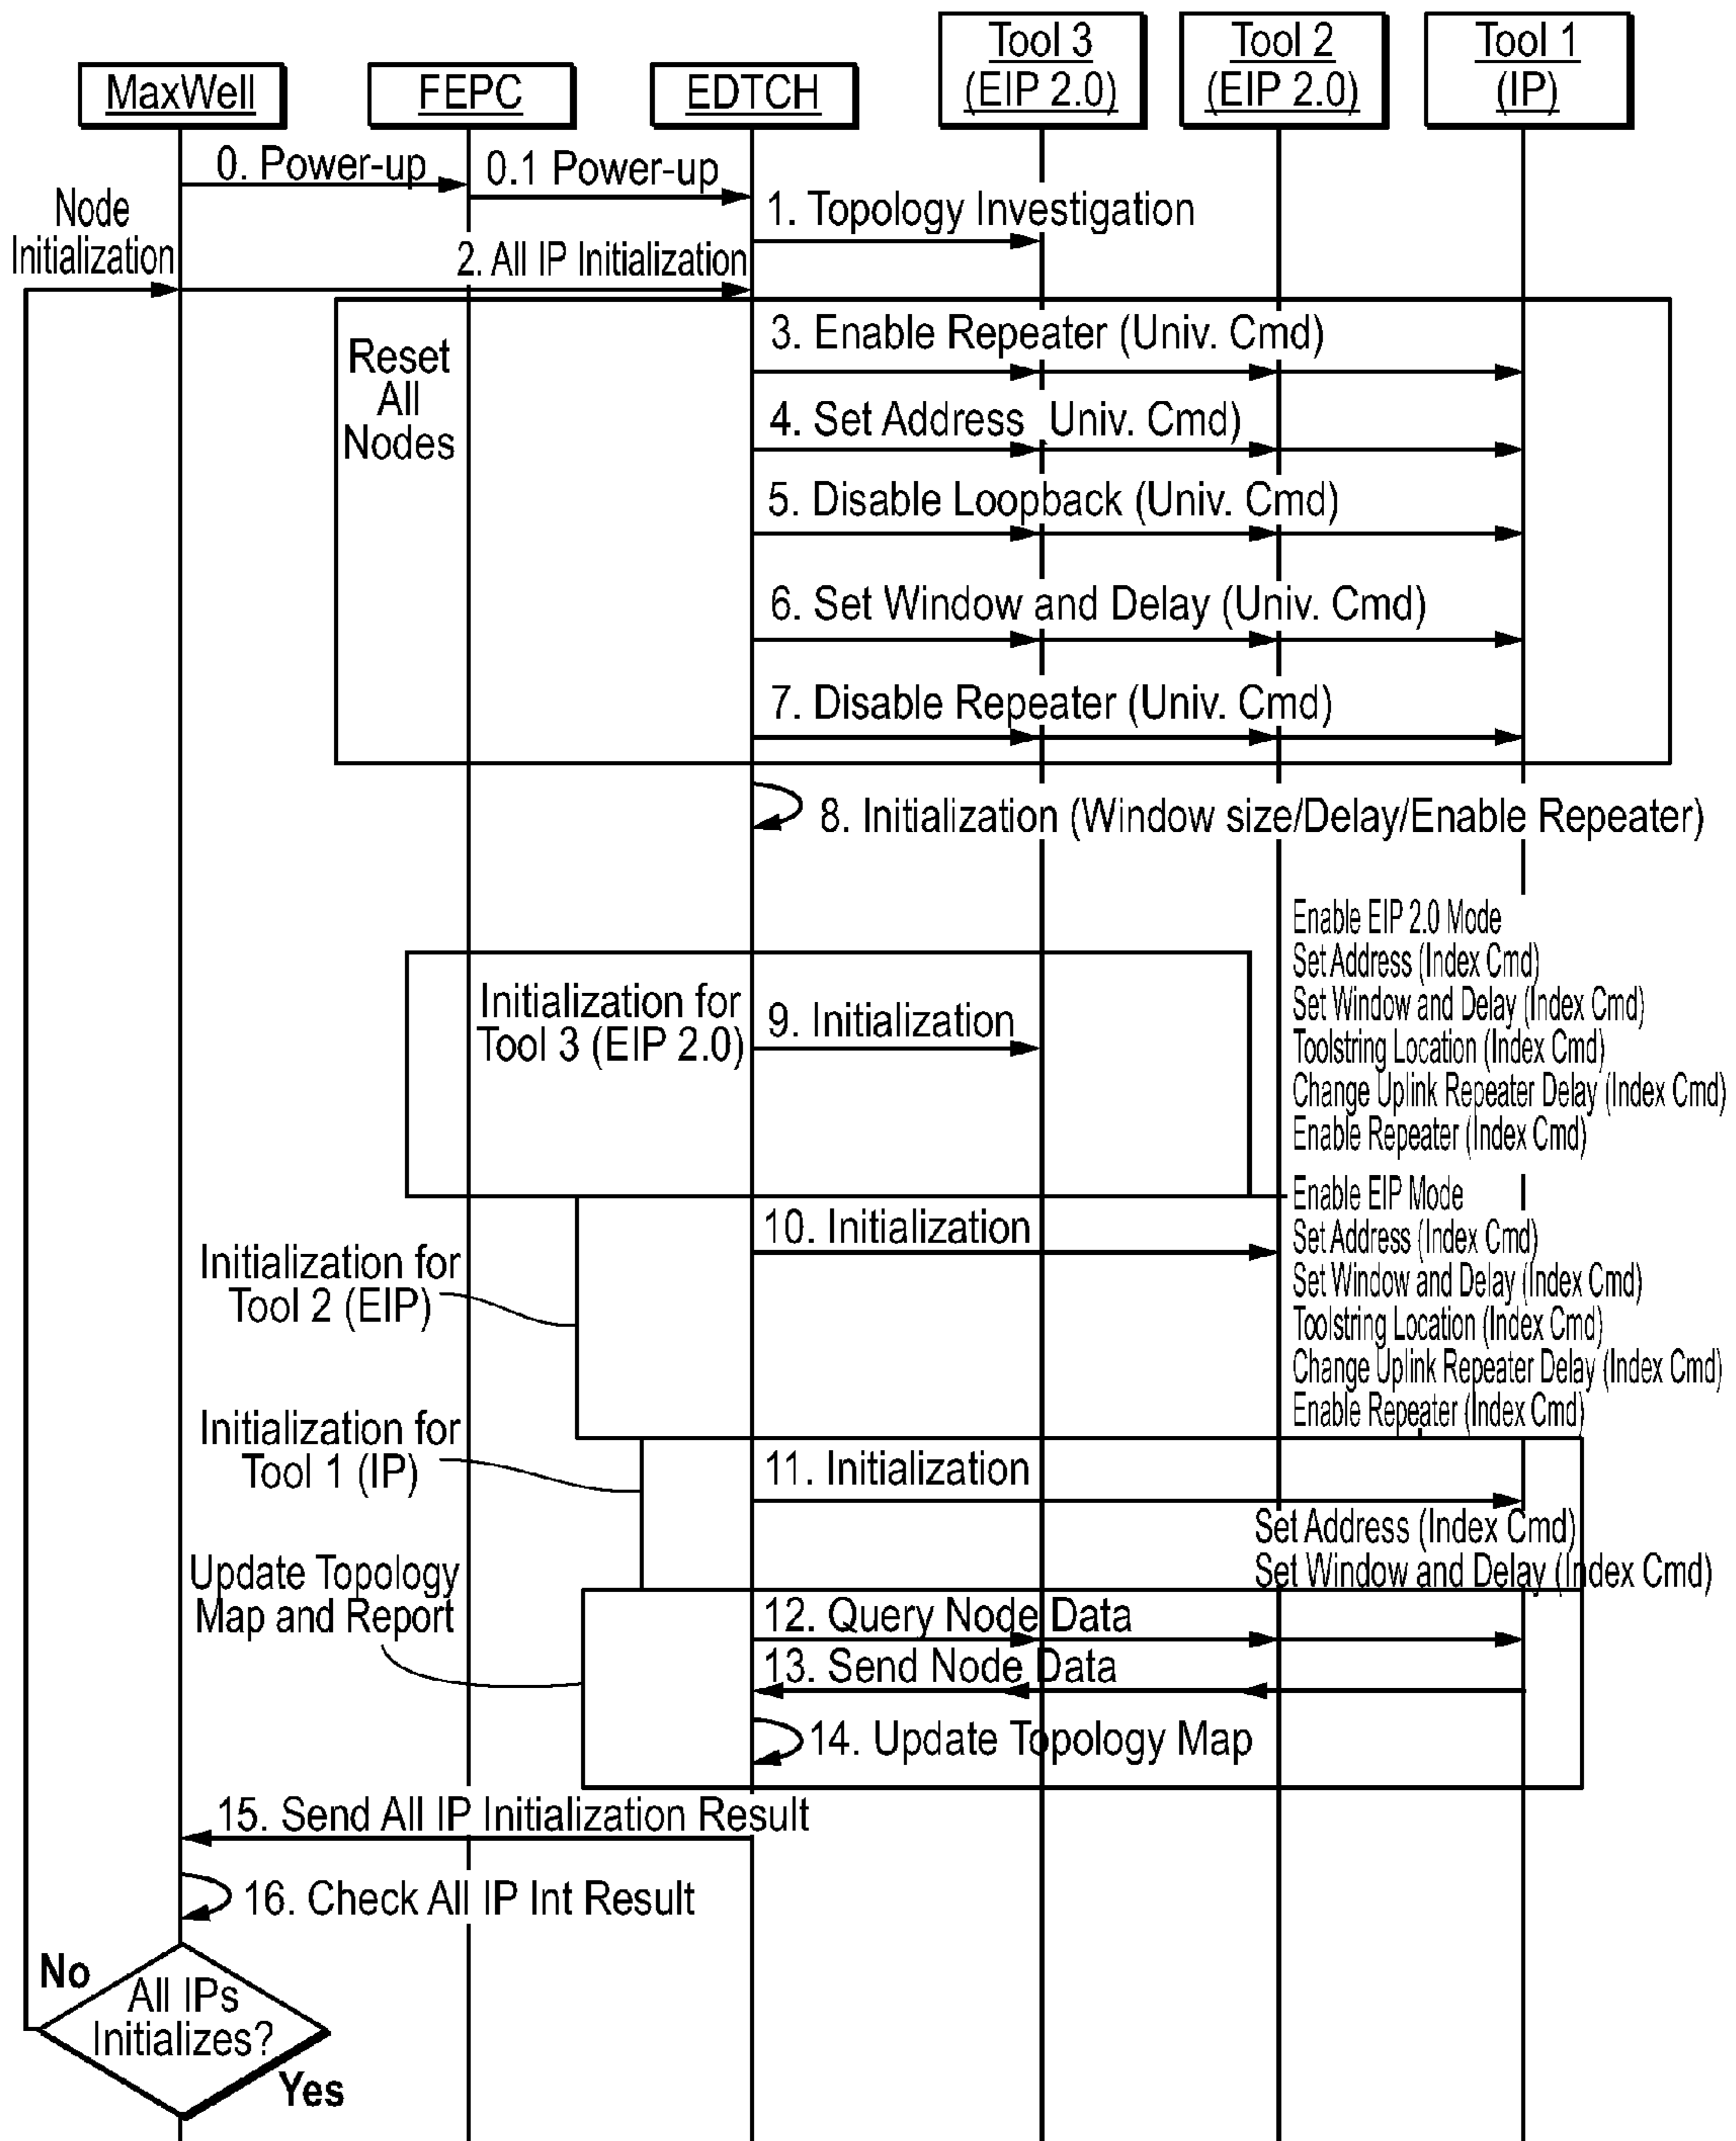 MaxWell
FEPC
EDTCH
Tool 3
(EIP 2.0)
Tool 2
(EIP 2.0)
Tool 1
(IP)
0. Power-up
0.1 Power-up
Node
Initialization
1. Topology Investigation
2. All IP Initialization
Reset
All
Nodes
3. Enable Repeater (Univ. Cmd)
4. Set Address Univ. Cmd)
5. Disable Loopback (Univ. Cmd)
6. Set Window and Delay (Univ. Cmd)
7. Disable Repeater (Univ. Cmd)
8. Initialization (Window size/Delay/Enable Repeater)
Initialization for
Tool 3 (EIP 2.0)
9. Initialization
Enable EIP 2.0 Mode
Set Address (Index Cmd)
Set Window and Delay (Index Cmd)
Toolstring Location (Index Cmd)
Change Uplink Repeater Delay (Index Cmd)
Enable Repeater (Index Cmd)
Initialization for
Tool 2 (EIP)
10. Initialization
Enable EIP Mode
Set Address (Index Cmd)
Set Window and Delay (Index Cmd)
Toolstring Location (Index Cmd)
Change Uplink Repeater Delay (Index Cmd)
Enable Repeater (Index Cmd)
Initialization for
Tool 1 (IP)
11. Initialization
Set Address (Index Cmd)
Set Window and Delay (Index Cmd)
Update Topology
Map and Report
12. Query Node Data
13. Send Node Data
14. Update Topology Map
15. Send All IP Initialization Result
16. Check All IP Int Result
No
All IPs
Initializes?
Yes